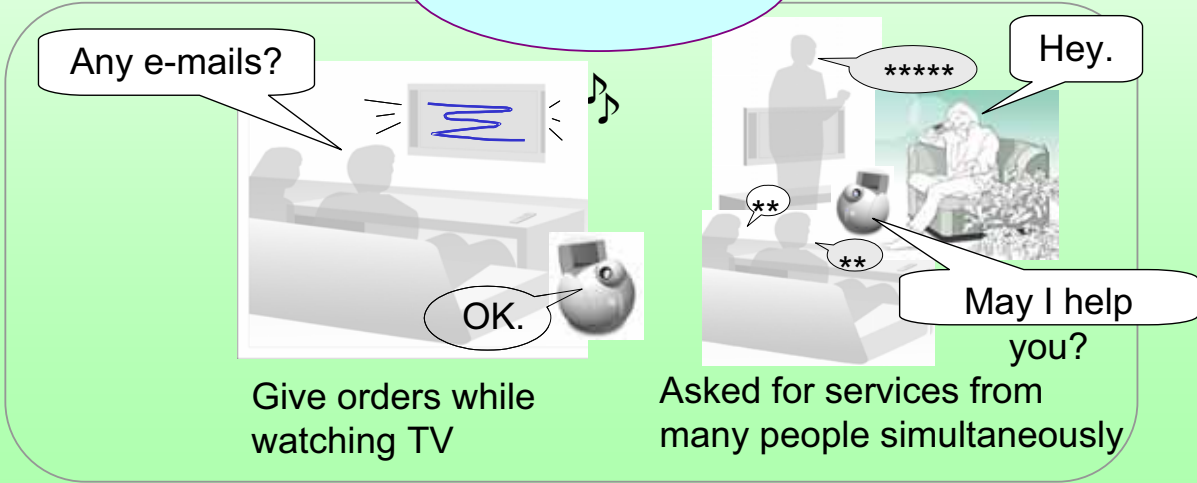 Any e-mails?
OK.
Give orders while
watching TV
*****
Hey.
**
**
May I help
you?
Asked for services from
many people simultaneously